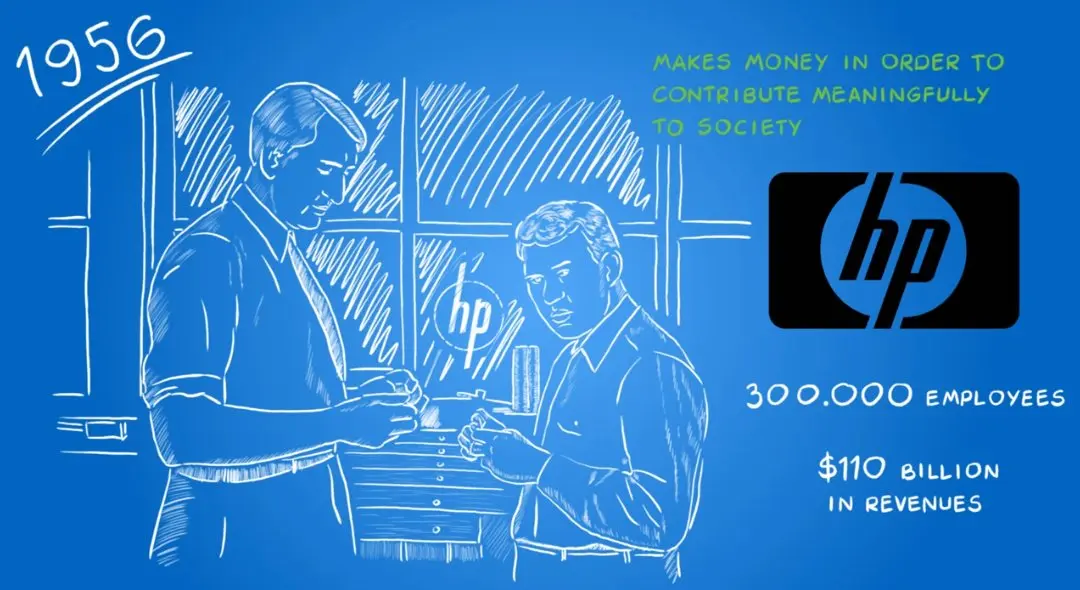 1956
MAKES MONEY IN ORDER TO
CONTRIBUTE MEANINGFULLY
TO SOCIETY
hp
hp
300.000 EMPLOYEES
$110 BILLION
IN REVENUES